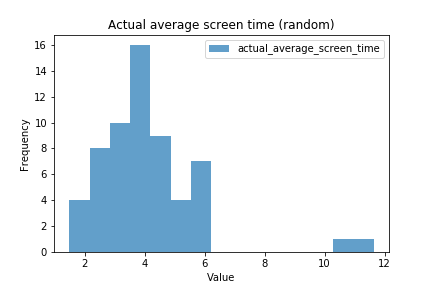 Actual average screen time (random)
actual_average_screen_time
16
14
12
10
8
6
4
2
0
Frequency
2 4 6 8 10 12
Value